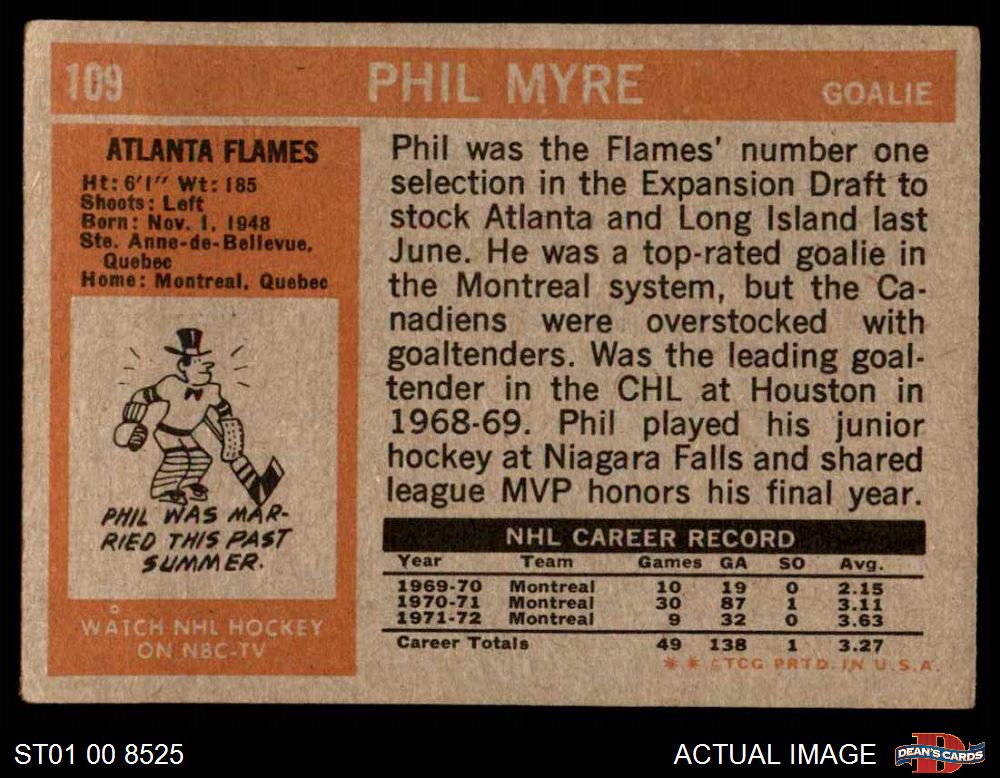 109 PHIL MYRE GOALIE
ATLANTA FLAMES
Ht: 6'1" Wt: 185
Shoots: Left
Born: Nov. 1, 1948
Ste. Anne-de-Bellevue,
Quebec
Home: Montreal, Quebec
PHIL WAS MAR-
RIED THIS PAST
SUMMER.
WATCH NHL HOCKEY
ON NBC-TV
Phil was the Flames' number one
selection in the Expansion Draft to
stock Atlanta and Long Island last
June. He was a top-rated goalie in
the Montreal system, but the Ca-
nadiens were overstocked with
goaltenders. Was the leading goal-
tender in the CHL at Houston in
1968-69. Phil played his junior
hockey at Niagara Falls and shared
league MVP honors his final year.
NHL CAREER RECORD
Year Team Games GA SO Avg.
1969-70 Montreal 10 19 0 2.15
1970-71 Montreal 30 87 1 3.11
1971-72 Montreal 9 32 0 3.63
Career Totals 49 138 1 3.27
* * ©TCG PRTD. IN U.S.A.
ST01 00 8525
ACTUAL IMAGE
DEAN'S CARDS